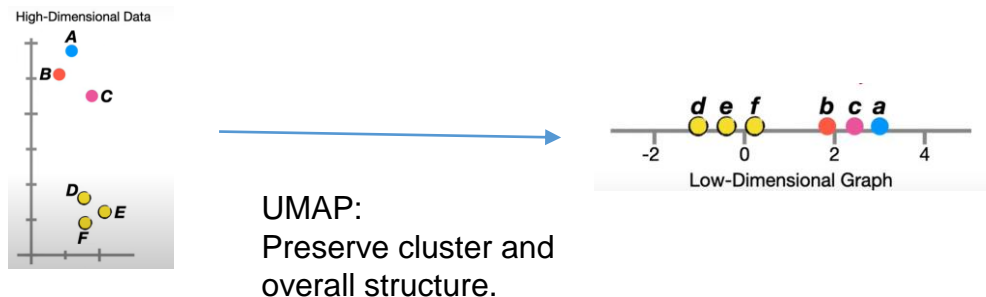 High-Dimensional Data
A
B
C
D
E
F
UMAP:
Preserve cluster and
overall structure.
d e f b c a
-2 0 2 4
Low-Dimensional Graph